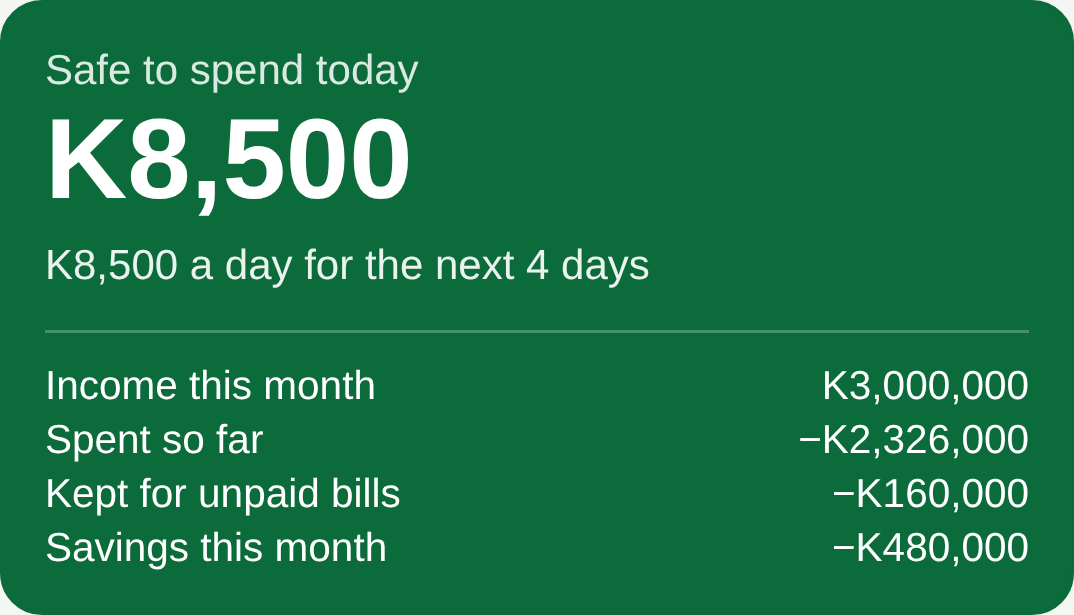 Safe to spend today
K8,500
K8,500 a day for the next 4 days
Income this month K3,000,000
Spent so far −K2,326,000
Kept for unpaid bills −K160,000
Savings this month −K480,000